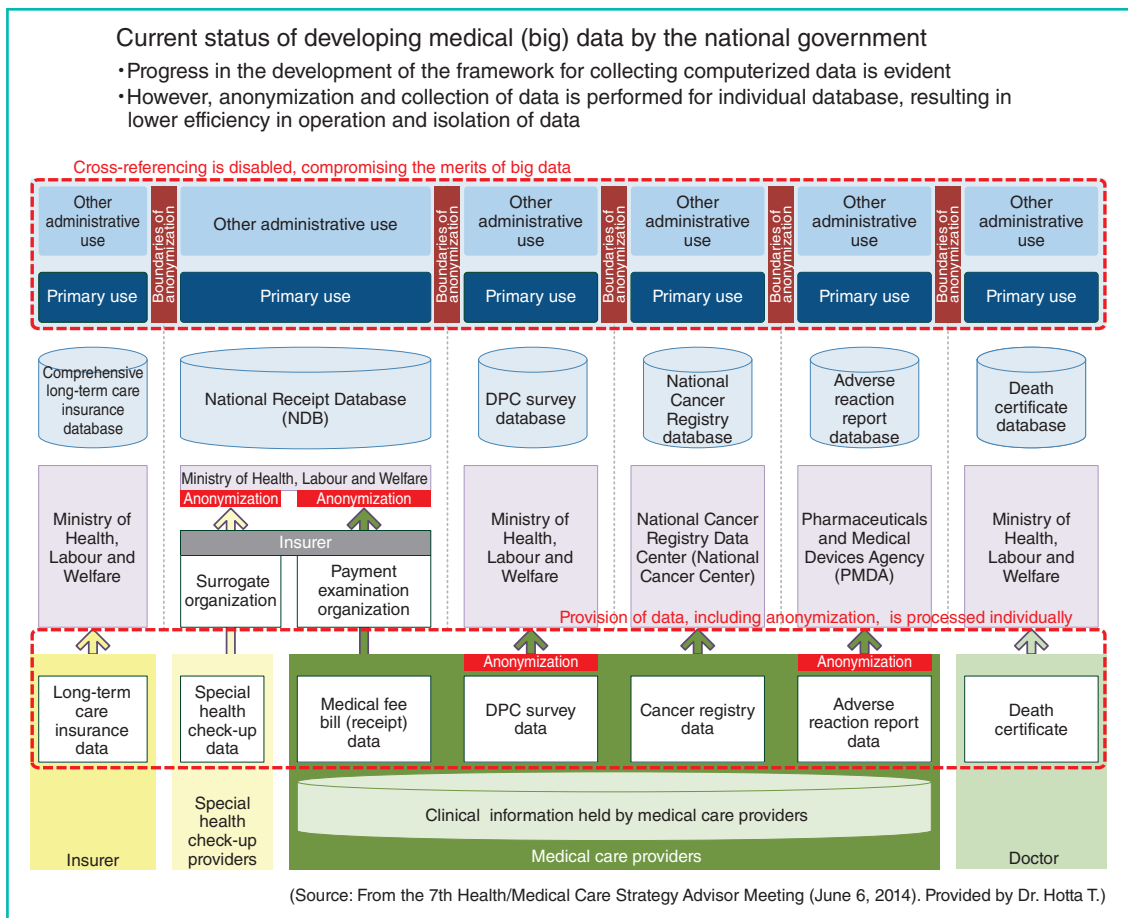 Current status of developing medical (big) data by the national government
・Progress in the development of the framework for collecting computerized data is evident
・However, anonymization and collection of data is performed for individual database, resulting in
lower efficiency in operation and isolation of data
Cross-referencing is disabled, compromising the merits of big data
Other
administrative
use
Boundaries of
anonymization
Other administrative use
Boundaries of
anonymization
Other
administrative
use
Boundaries of
anonymization
Other
administrative
use
Boundaries of
anonymization
Other
administrative
use
Boundaries of
anonymization
Other
administrative
use
Primary use
Primary use
Primary use
Primary use
Primary use
Primary use
Comprehensive
long-term care
insurance
database
National Receipt Database
(NDB)
DPC survey
database
National
Cancer
Registry
database
Adverse
reaction
report
database
Death
certificate
database
Ministry of
Health,
Labour and
Welfare
Ministry of Health, Labour and Welfare
Anonymization
Anonymization
Insurer
Surrogate
organization
Payment
examination
organization
Ministry of
Health,
Labour and
Welfare
National Cancer
Registry Data
Center (National
Cancer Center)
Pharmaceuticals
and Medical
Devices Agency
(PMDA)
Ministry of
Health,
Labour and
Welfare
Provision of data, including anonymization, is processed individually
Anonymization
Anonymization
Long-term
care
insurance
data
Special
health
check-up
data
Medical fee
bill (receipt)
data
DPC survey
data
Cancer registry
data
Adverse
reaction report
data
Death
certificate
Clinical information held by medical care providers
Insurer
Special
health
check-up
providers
Medical care providers
Doctor
(Source: From the 7th Health/Medical Care Strategy Advisor Meeting (June 6, 2014). Provided by Dr. Hotta T.)